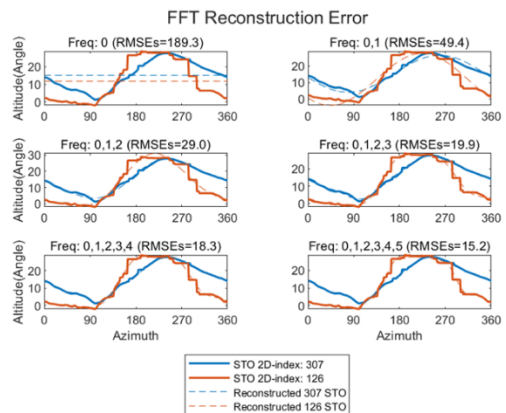 FFT Reconstruction Error
Freq: 0 (RMSEs=189.3)
Altitude(Angle)
20
10
0
0 90 180 270 360
Freq: 0,1 (RMSEs=49.4)
Altitude(Angle)
20
10
0
0 90 180 270 360
Freq: 0,1,2 (RMSEs=29.0)
Altitude(Angle)
30
20
10
0
0 90 180 270 360
Freq: 0,1,2,3 (RMSEs=19.9)
Altitude(Angle)
20
10
0
0 90 180 270 360
Freq: 0,1,2,3,4 (RMSEs=18.3)
Altitude(Angle)
20
10
0
0 90 180 270 360
Azimuth
Freq: 0,1,2,3,4,5 (RMSEs=15.2)
Altitude(Angle)
20
10
0
0 90 180 270 360
Azimuth
STO 2D-index: 307
STO 2D-index: 126
Reconstructed 307 STO
Reconstructed 126 STO